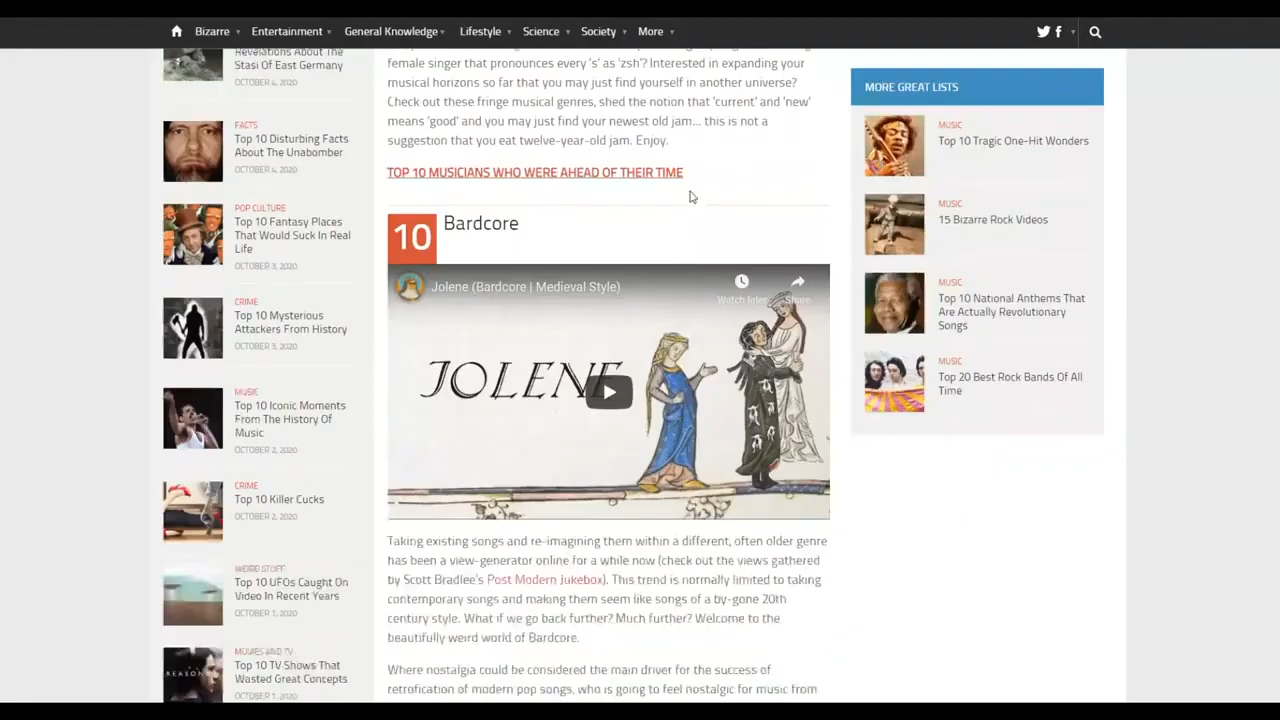 Bizarre
Entertainment
General Knowledge
Lifestyle
Science
Society
More
Revelations About The
Stasi Of East Germany
OCTOBER 4, 2020
FACTS
Top 10 Disturbing Facts
About The Unabomber
OCTOBER 4, 2020
POP CULTURE
Top 10 Fantasy Places
That Would Suck In Real
Life
OCTOBER 3, 2020
CRIME
Top 10 Mysterious
Attackers From History
OCTOBER 3, 2020
MUSIC
Top 10 Iconic Moments
From The History Of
Music
OCTOBER 2, 2020
CRIME
Top 10 Killer Cucks
OCTOBER 2, 2020
WEIRD STUFF
Top 10 UFOs Caught On
Video In Recent Years
OCTOBER 1, 2020
MOVIES AND TV
Top 10 TV Shows That
Wasted Great Concepts
OCTOBER 1, 2020
female singer that pronounces every 's' as 'zsh'? Interested in expanding your
musical horizons so far that you may just find yourself in another universe?
Check out these fringe musical genres, shed the notion that 'current' and 'new'
means 'good' and you may just find your newest old jam... this is not a
suggestion that you eat twelve-year-old jam. Enjoy.
TOP 10 MUSICIANS WHO WERE AHEAD OF THEIR TIME
10 Bardcore
Jolene (Bardcore | Medieval Style)
Watch later
Share
JOLENE
Taking existing songs and re-imagining them within a different, often older genre
has been a view-generator online for a while now (check out the views gathered
by Scott Bradlee's Post Modern Jukebox). This trend is normally limited to taking
contemporary songs and making them seem like songs of a by-gone 20th
century style. What if we go back further? Much further? Welcome to the
beautifully weird world of Bardcore.
Where nostalgia could be considered the main driver for the success of
retrofication of modern pop songs, who is going to feel nostalgic for music from
MORE GREAT LISTS
MUSIC
Top 10 Tragic One-Hit Wonders
MUSIC
15 Bizarre Rock Videos
MUSIC
Top 10 National Anthems That
Are Actually Revolutionary
Songs
MUSIC
Top 20 Best Rock Bands Of All
Time